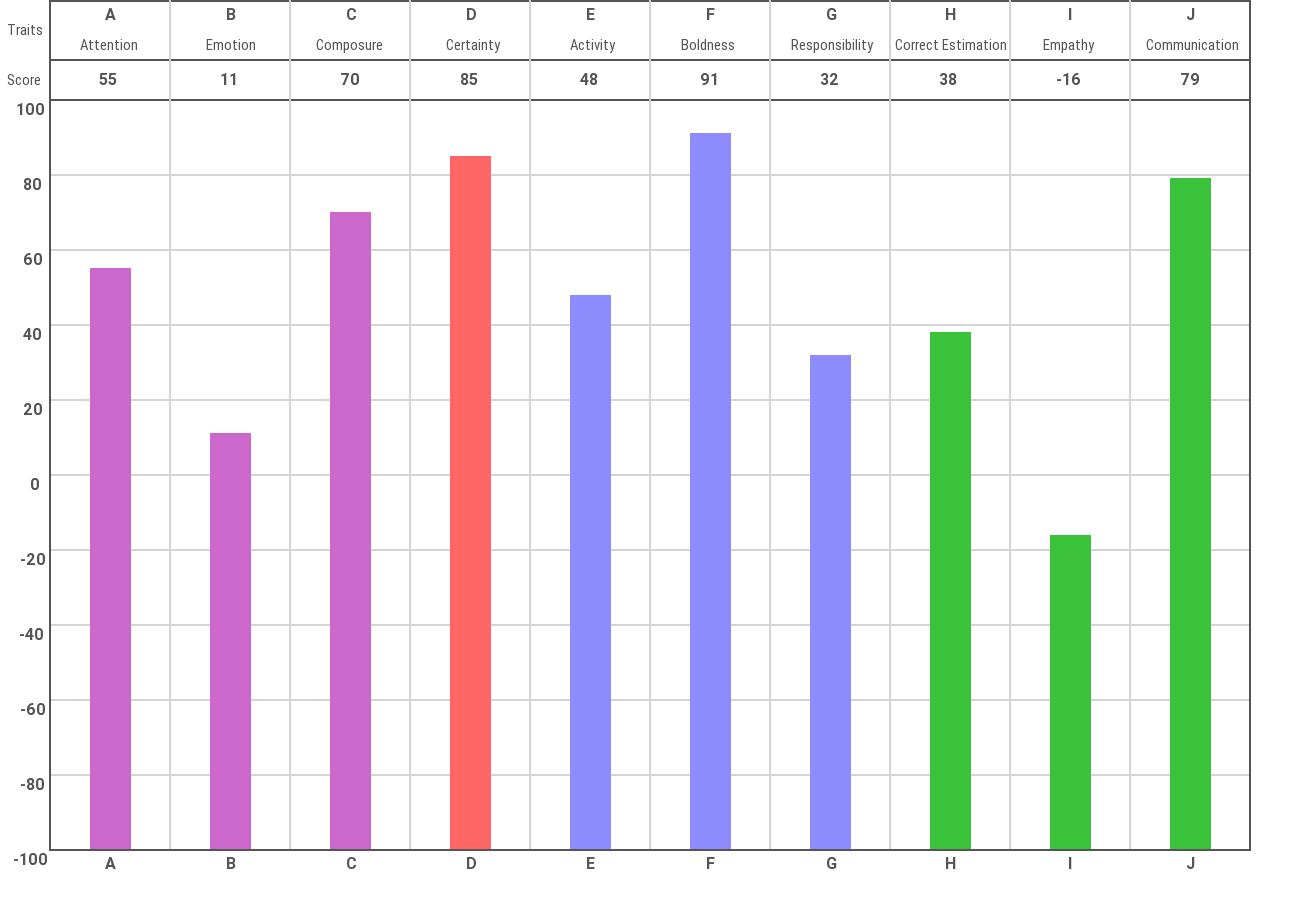 Traits
A B C D E F G H I J
Attention Emotion Composure Certainty Activity Boldness Responsibility Correct Estimation Empathy Communication
Score 55 11 70 85 48 91 32 38 -16 79
100
80
60
40
20
0
-20
-40
-60
-80
-100
A B C D E F G H I J